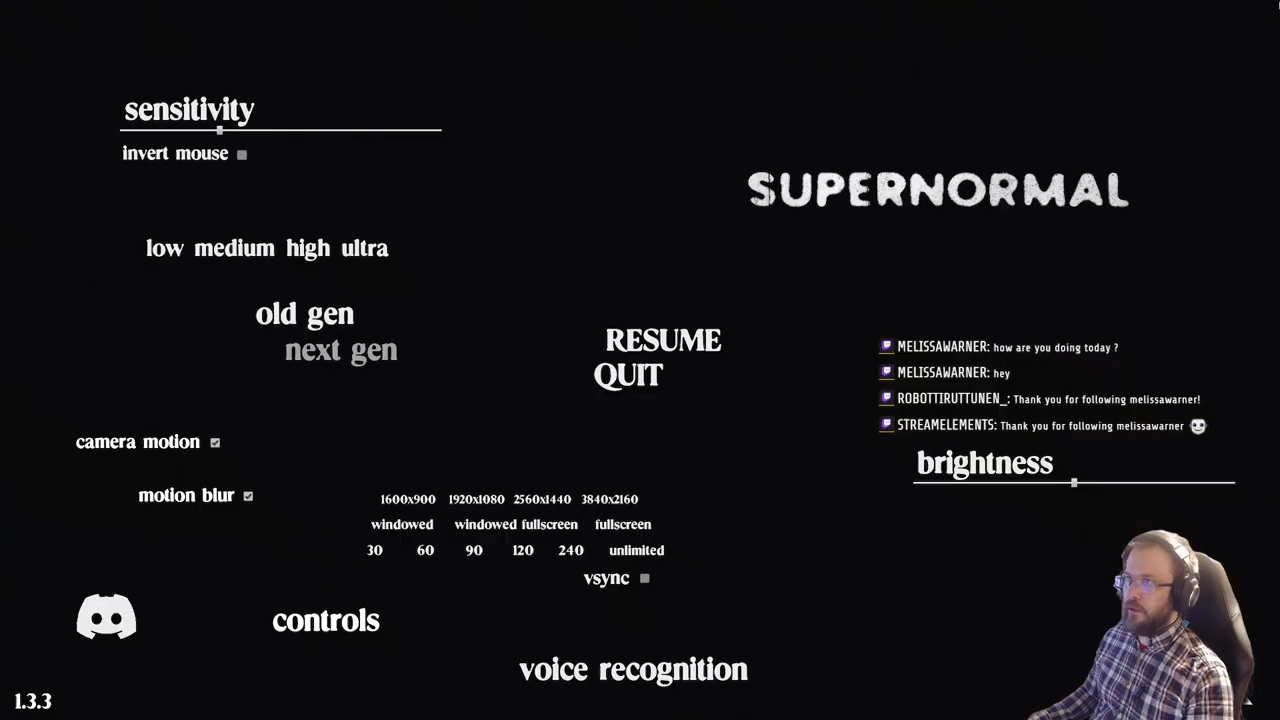 sensitivity
invert mouse
SUPERNORMAL
low medium high ultra
old gen
next gen
RESUME
QUIT
MELISSAWARNER: how are you doing today ?
MELISSAWARNER: hey
ROBOTTIRUTTUNEN_: Thank you for following melissawarner!
STREAMELEMENTS: Thank you for following melissawarner
brightness
camera motion
motion blur
1600x900 1920x1080 2560x1440 3840x2160
windowed windowed fullscreen fullscreen
30 60 90 120 240 unlimited
vsync
controls
voice recognition
1.3.3